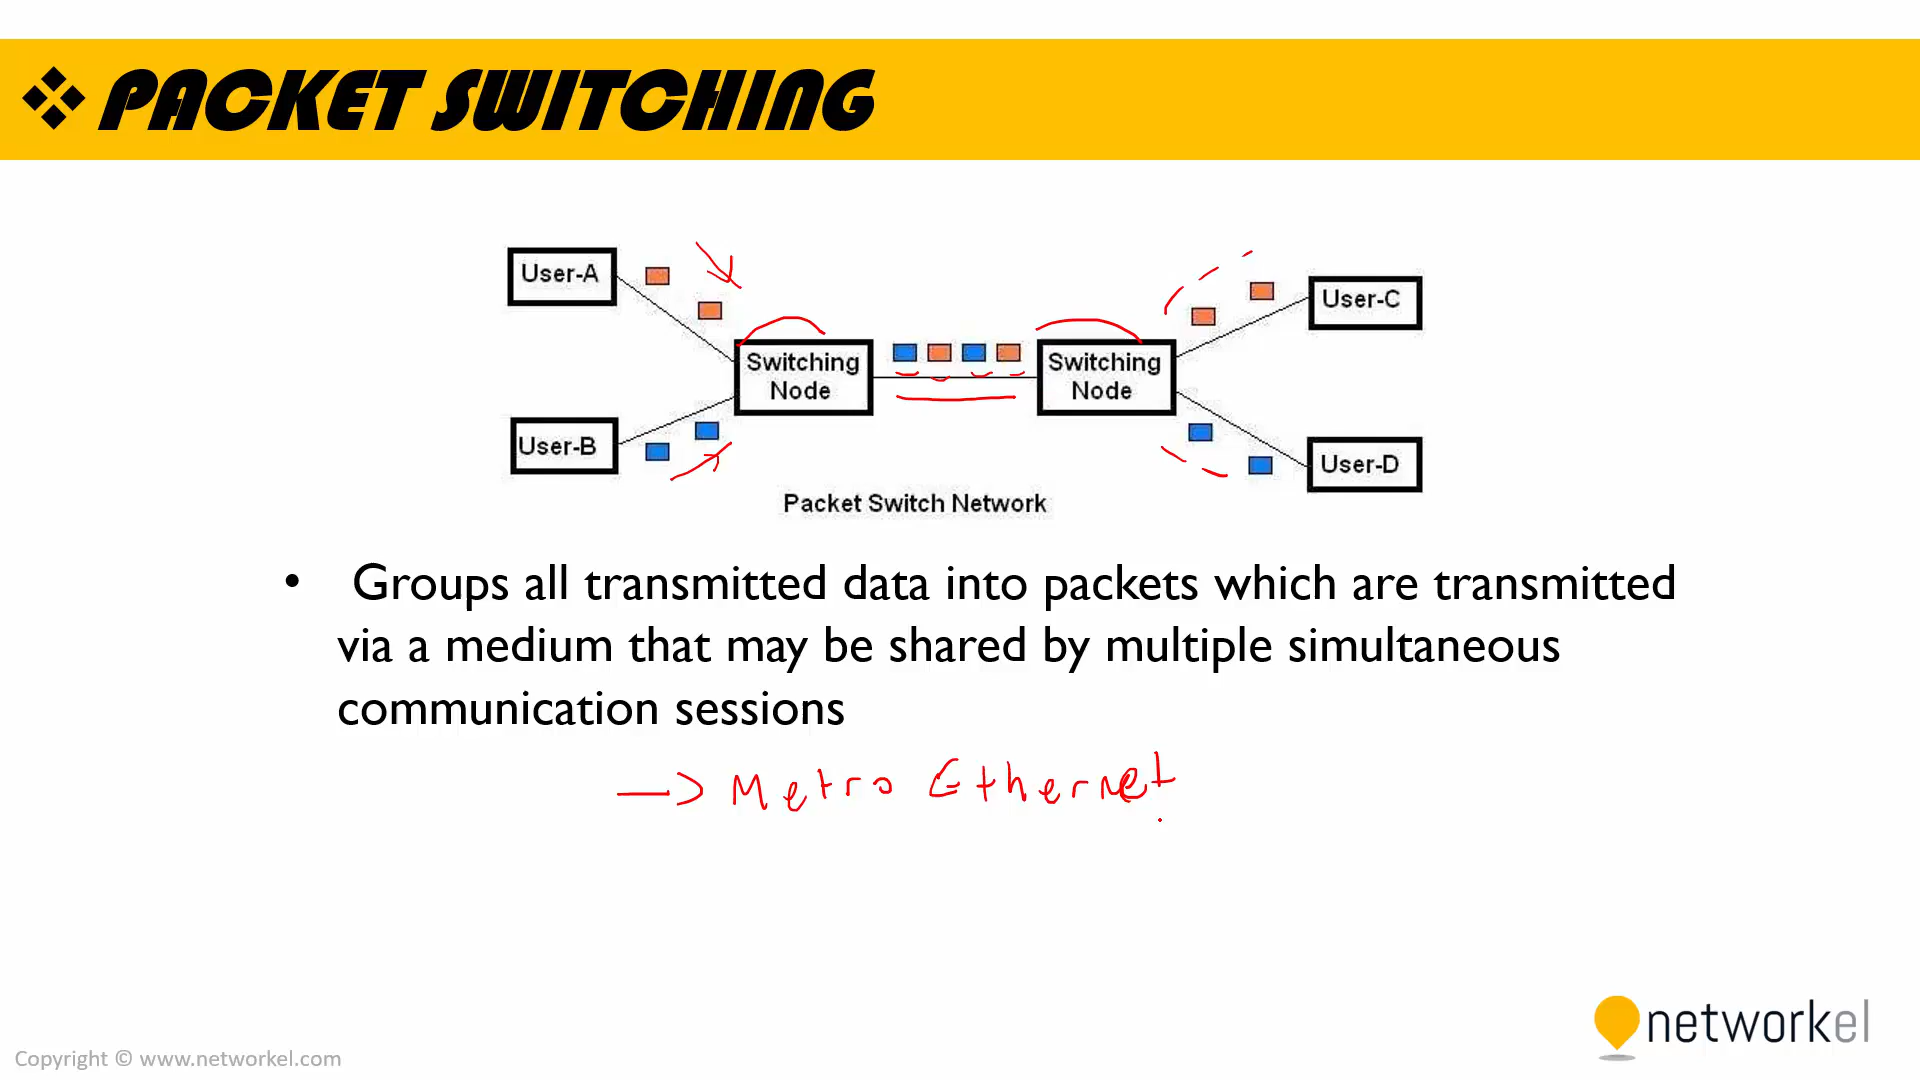 ❖ PACKET SWITCHING
User-A
User-C
Switching
Node
Switching
Node
User-B
User-D
Packet Switch Network
• Groups all transmitted data into packets which are transmitted
via a medium that may be shared by multiple simultaneous
communication sessions
→ Metro Ethernet
networkel
Copyright © www.networkel.com